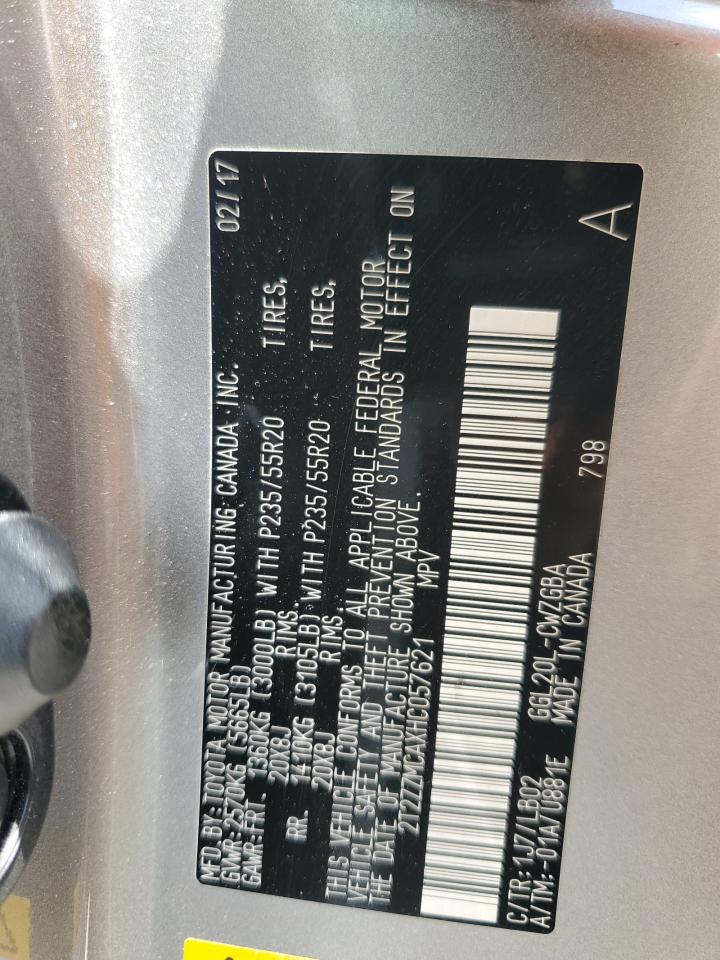 MFD. BY: TOYOTA MOTOR MANUFACTURING CANADA INC. 02/17
GVWR: 2570KG (5665LB)
GAWR: FRT. 1360KG (3000LB) WITH P235/55R20 TIRES,
20X8J RIMS
RR. 1410KG (3105LB) WITH P235/55R20 TIRES,
20X8J RIMS
THIS VEHICLE CONFORMS TO ALL APPLICABLE FEDERAL MOTOR
VEHICLE SAFETY AND THEFT PREVENTION STANDARDS IN EFFECT ON
THE DATE OF MANUFACTURE SHOWN ABOVE.
2T2ZZMCAXHC057621 MPV
C/TR: 1J7/LB02 GGL20L-CWZGBA
A/TM: -01A/U881E MADE IN CANADA 798 A